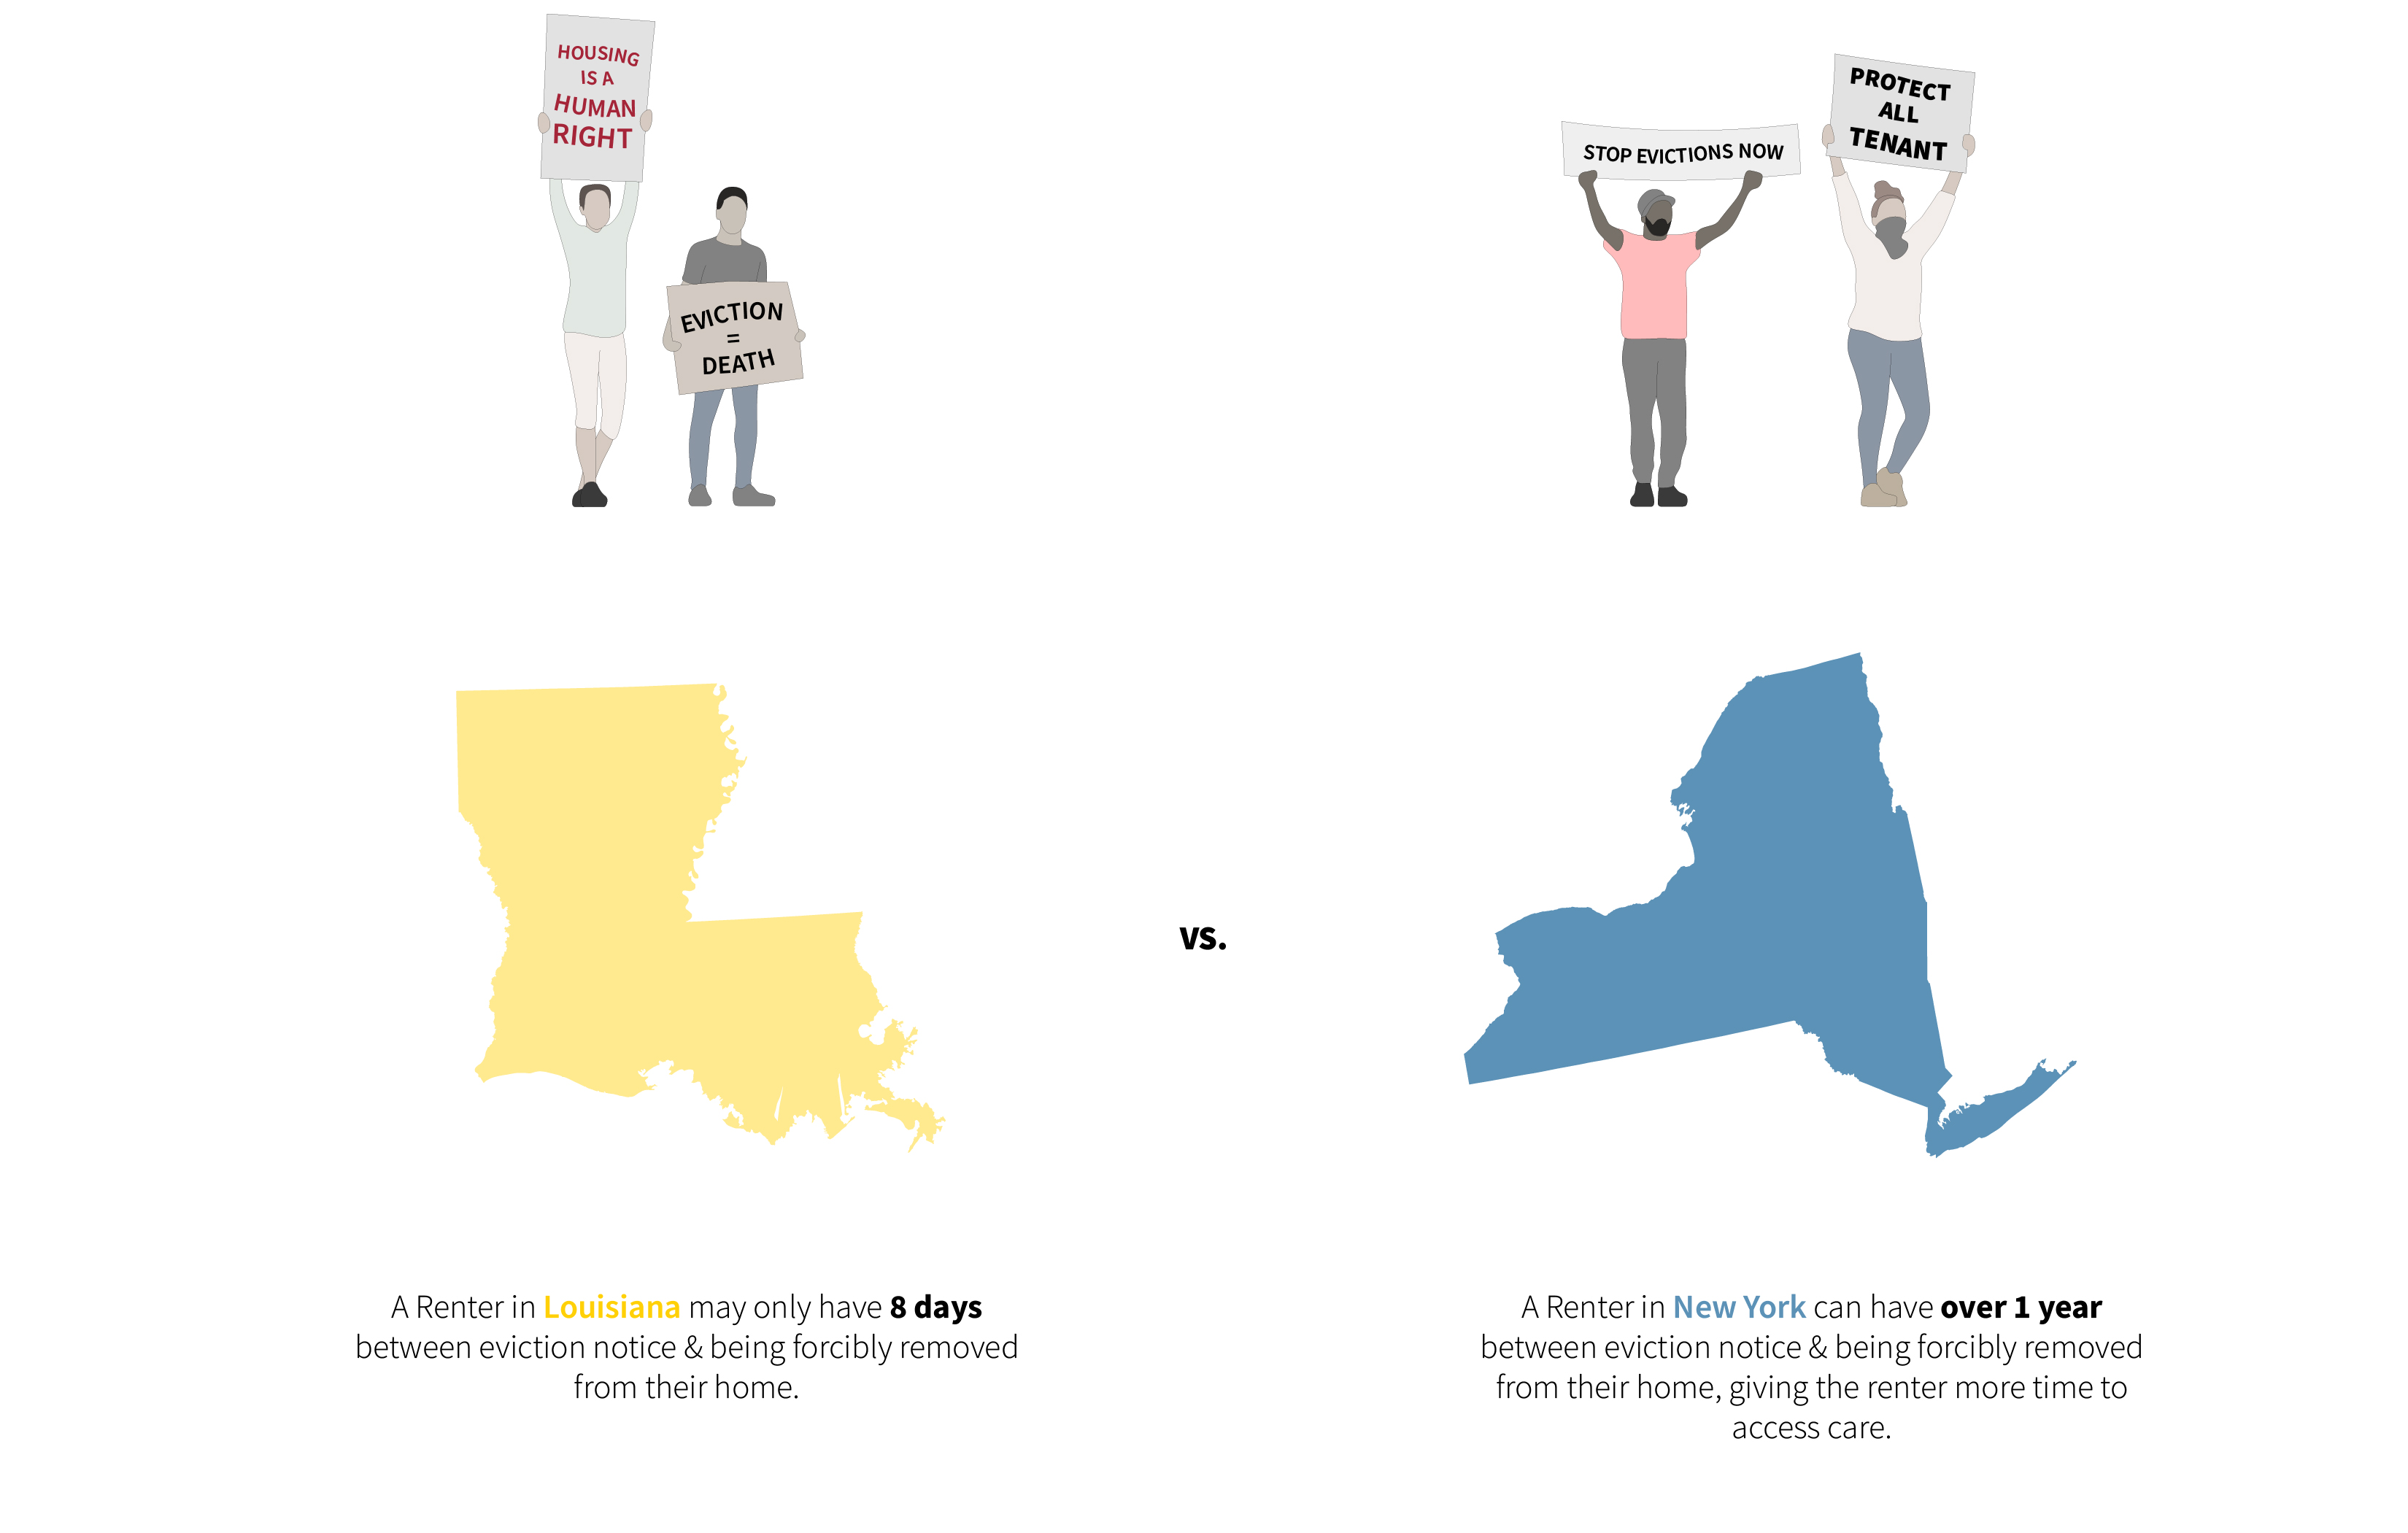 HOUSING
IS A
HUMAN
RIGHT
EVICTION
=
DEATH
STOP EVICTIONS NOW
PROTECT
ALL
TENANT
vs.
A Renter in Louisiana may only have 8 days
between eviction notice & being forcibly removed
from their home.
A Renter in New York can have over 1 year
between eviction notice & being forcibly removed
from their home, giving the renter more time to
access care.